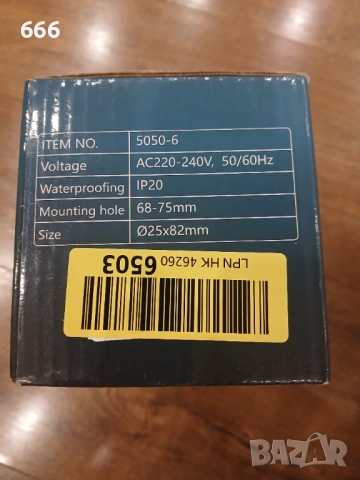 666
ITEM NO. 5050-6
Voltage AC220-240V, 50/60Hz
Waterproofing IP20
Mounting hole 68-75mm
Size Ø25x82mm
LPN HK 46260 6503
BAZAR